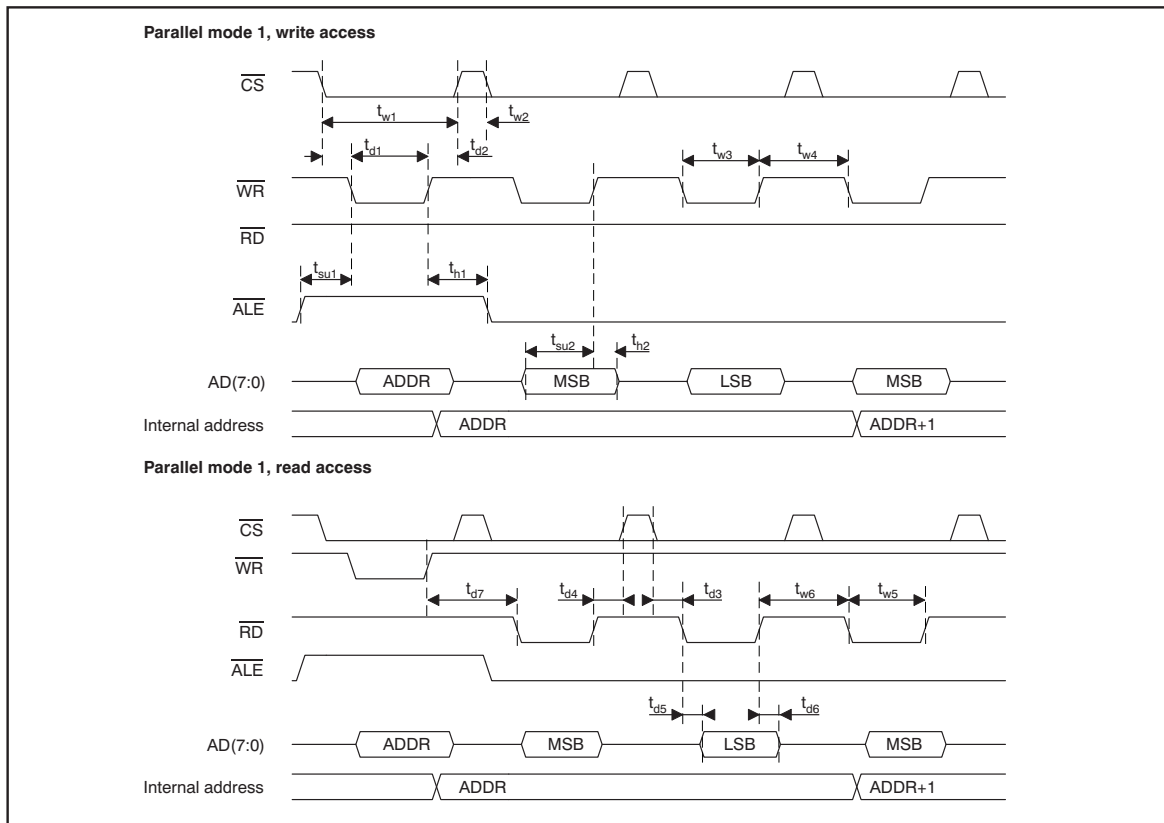 Parallel mode 1, write access
CS
tw1
tw2
td1
td2
tw3
tw4
WR
RD
tsu1
th1
ALE
tsu2
th2
AD(7:0)
ADDR
MSB
LSB
MSB
Internal address
ADDR
ADDR+1
Parallel mode 1, read access
CS
WR
td7
td4
td3
tw6
tw5
RD
ALE
td5
td6
AD(7:0)
ADDR
MSB
LSB
MSB
Internal address
ADDR
ADDR+1